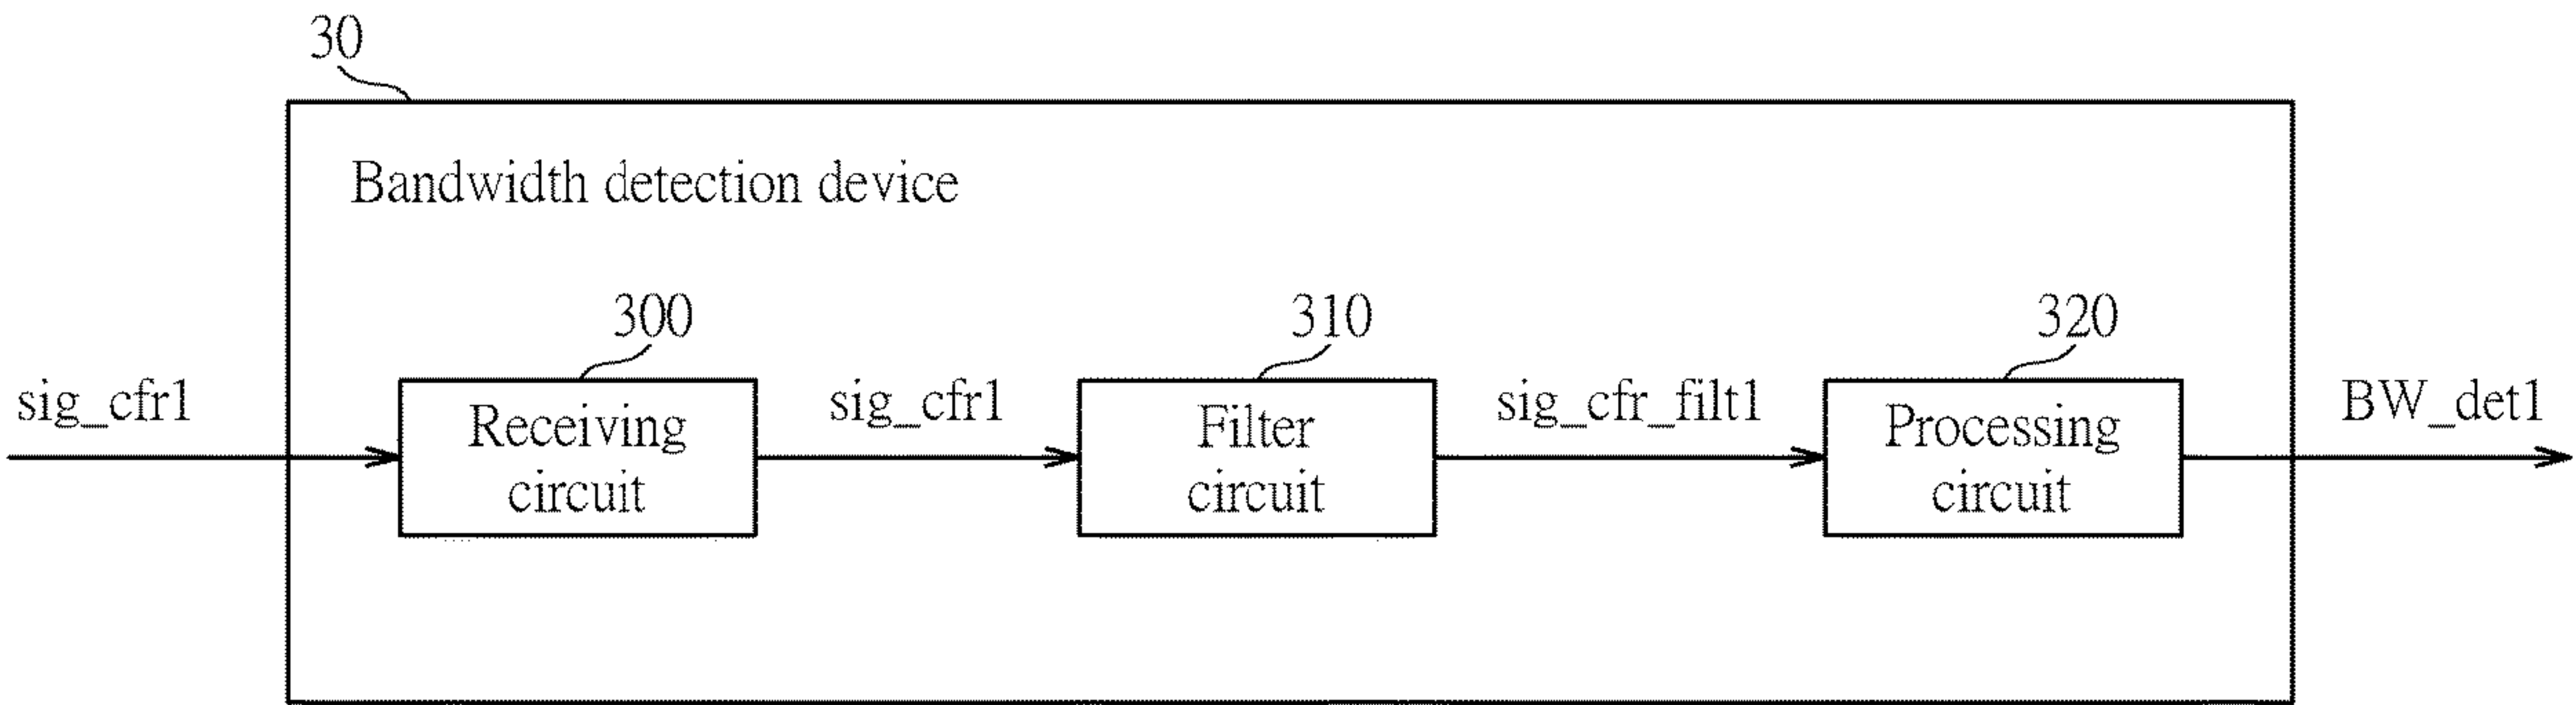 30
Bandwidth detection device
300
310
320
sig_cfr1
Receiving
circuit
sig_cfr1
Filter
circuit
sig_cfr_filt1
Processing
circuit
BW_det1